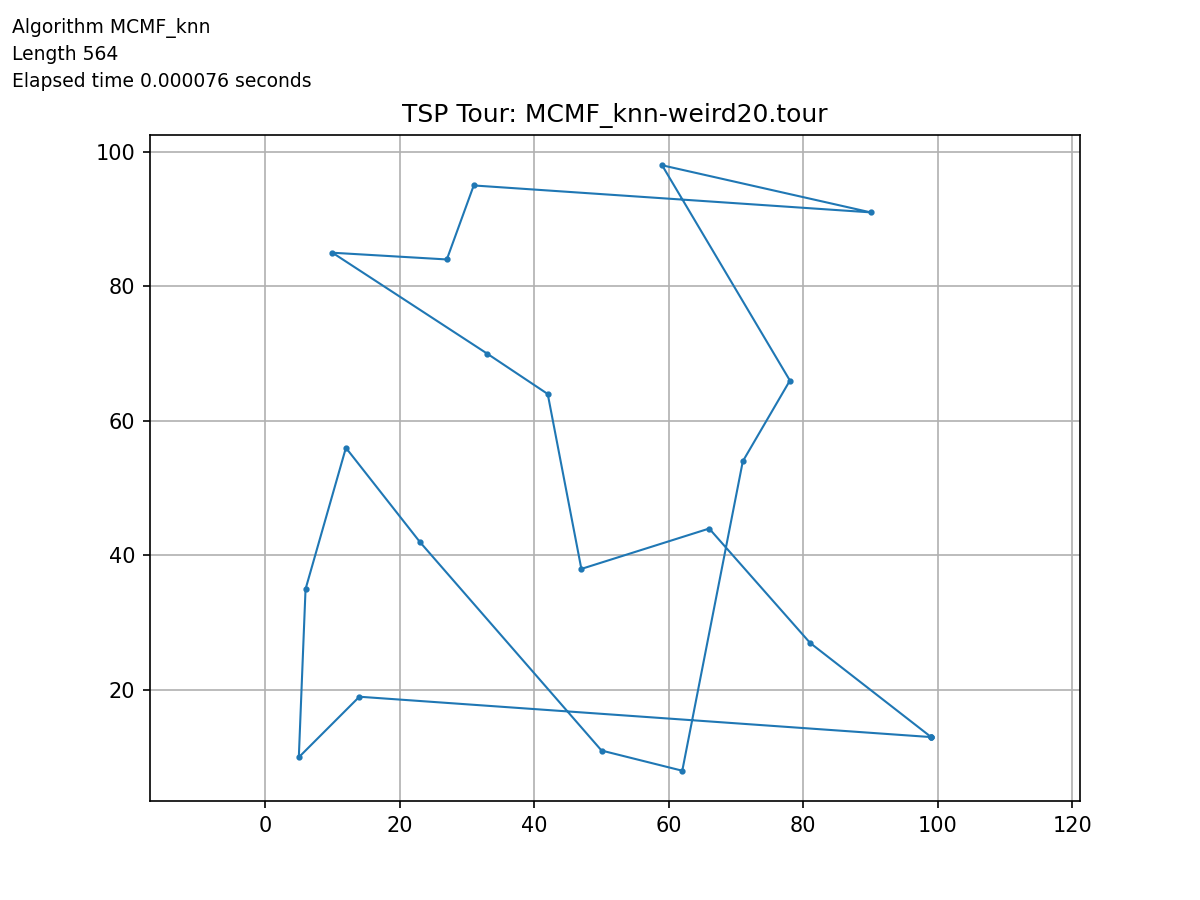 Algorithm MCMF_knn
Length 564
Elapsed time 0.000076 seconds
TSP Tour: MCMF_knn-weird20.tour
100
80
60
40
20
0 20 40 60 80 100 120